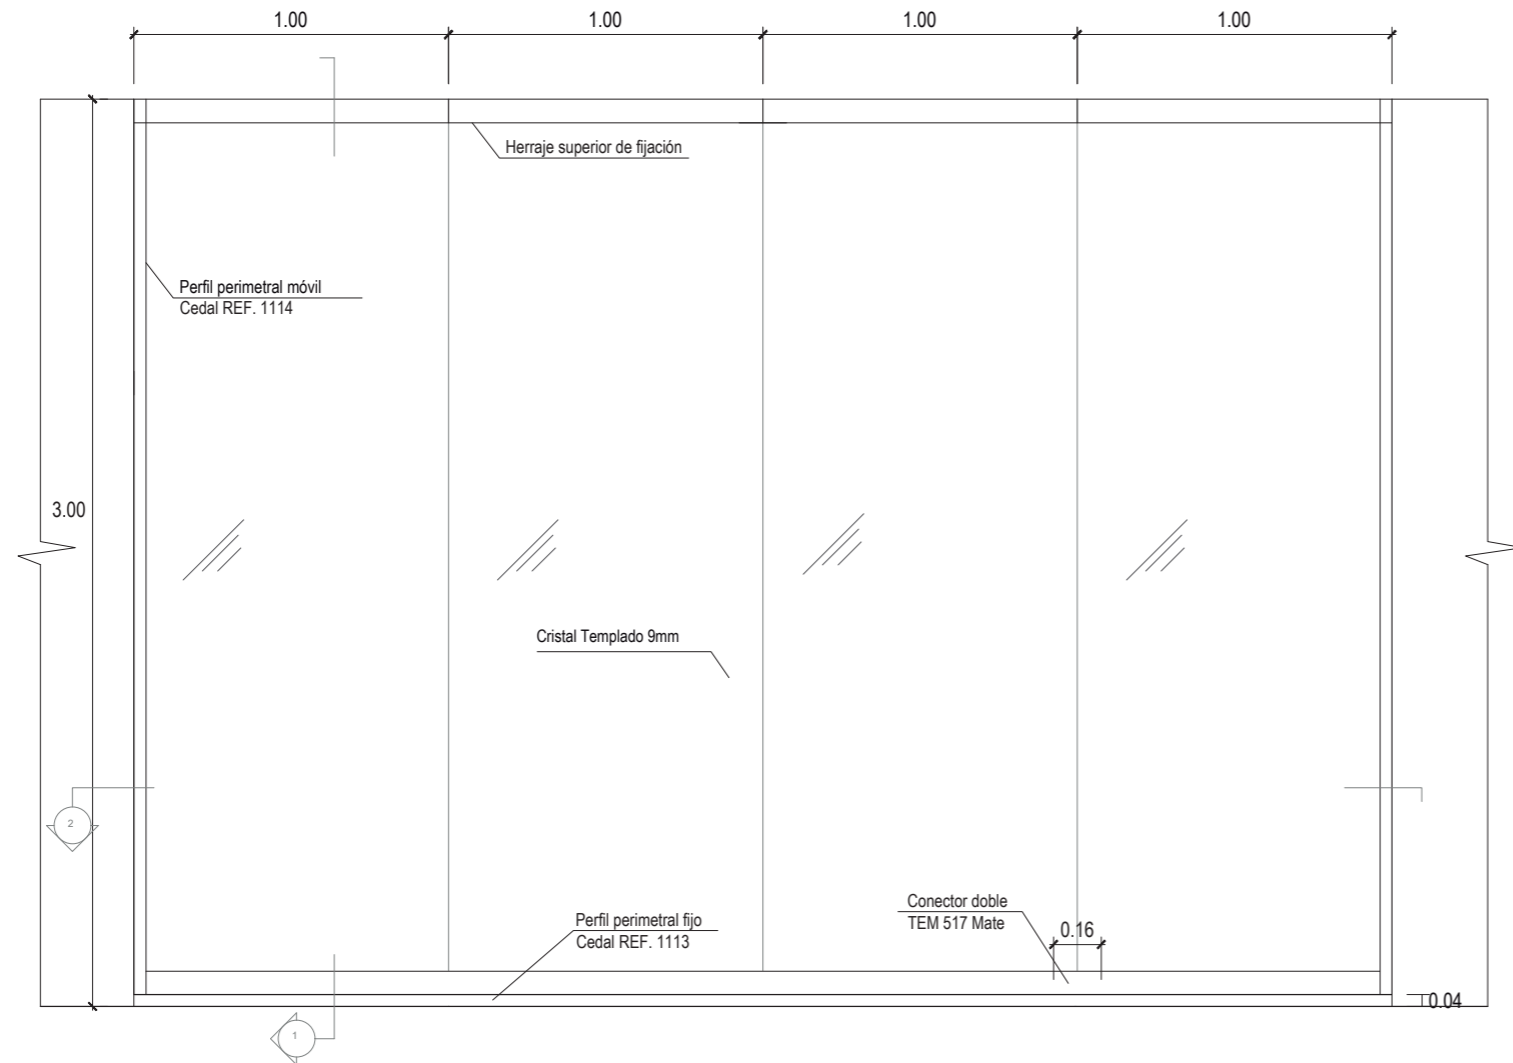 1.00
1.00
1.00
1.00
Herraje superior de fijación
Perfil perimetral móvil
Cedal REF. 1114
3.00
Cristal Templado 9mm
2
Conector doble
TEM 517 Mate
0.16
Perfil perimetral fijo
Cedal REF. 1113
0.04
1